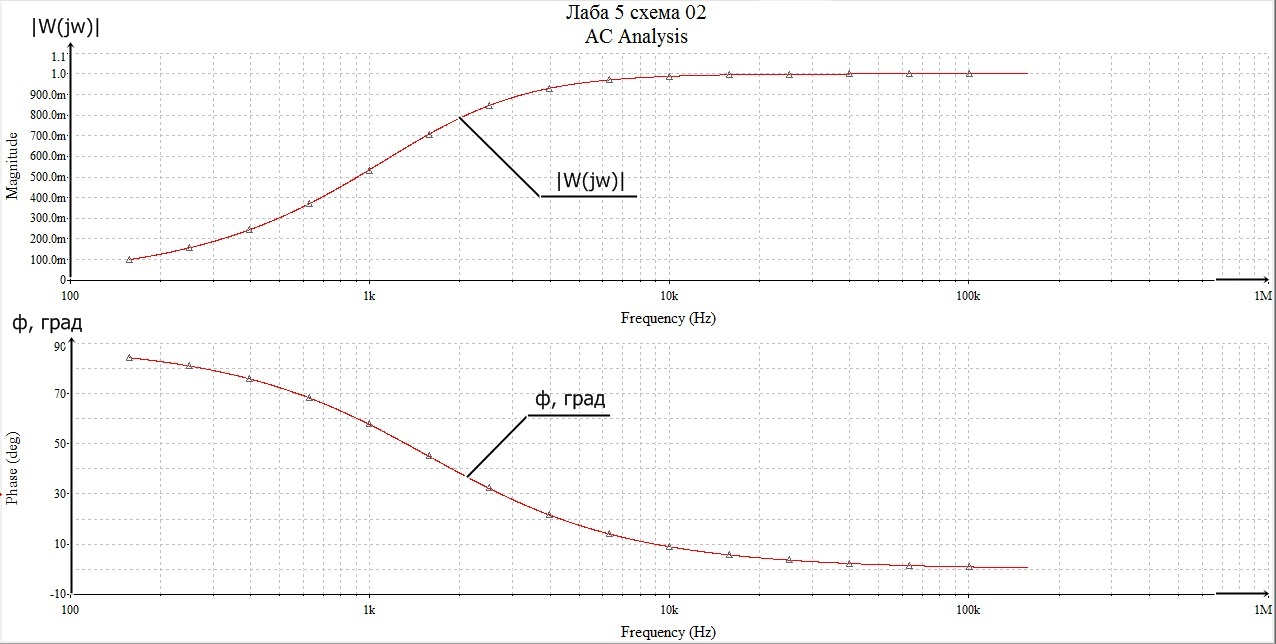 Лаба 5 схема 02
AC Analysis
|W(jw)|
Magnitude
1.1
1.0
900.0m
800.0m
700.0m
600.0m
500.0m
400.0m
300.0m
200.0m
100.0m
0
|W(jw)|
100
1k
10k
100k
1M
Frequency (Hz)
ф, град
Phase (deg)
90
70
50
30
10
-10
ф, град
100
1k
10k
100k
1M
Frequency (Hz)